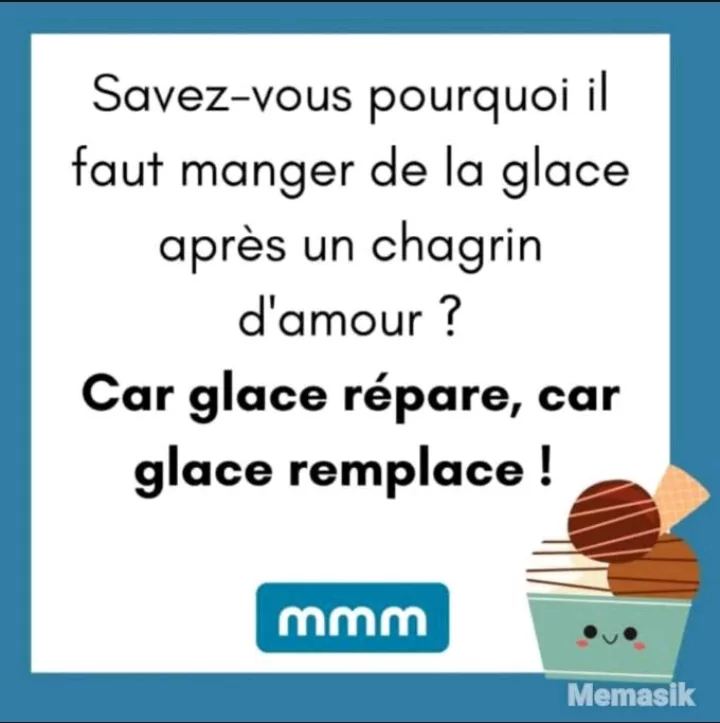 Savez-vous pourquoi il
faut manger de la glace
après un chagrin
d'amour ?
Car glace répare, car
glace remplace !
mmm
Memasik